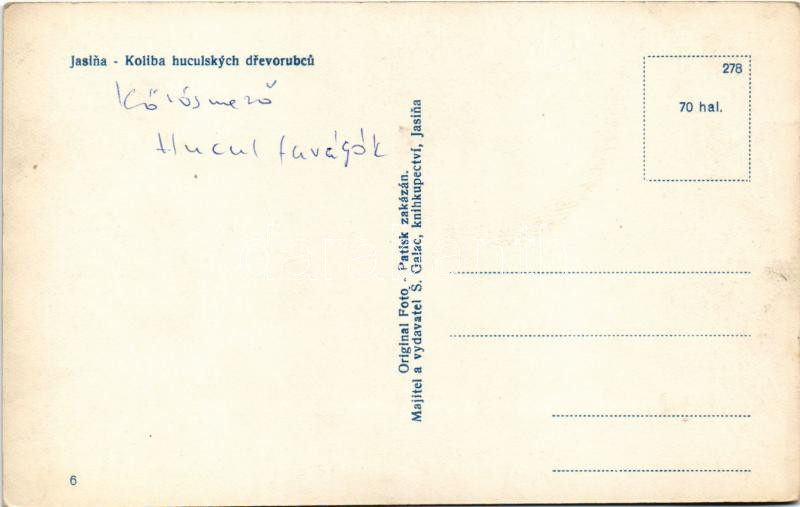 Jasiňa - Koliba huculských dřevorubců
Kőrösmező
Hucul favágók
Original Foto - Patisk zakázán.
Majitel a vydavatel Š. Galac, knihkupectví, Jasiňa
278
70 hal.
6